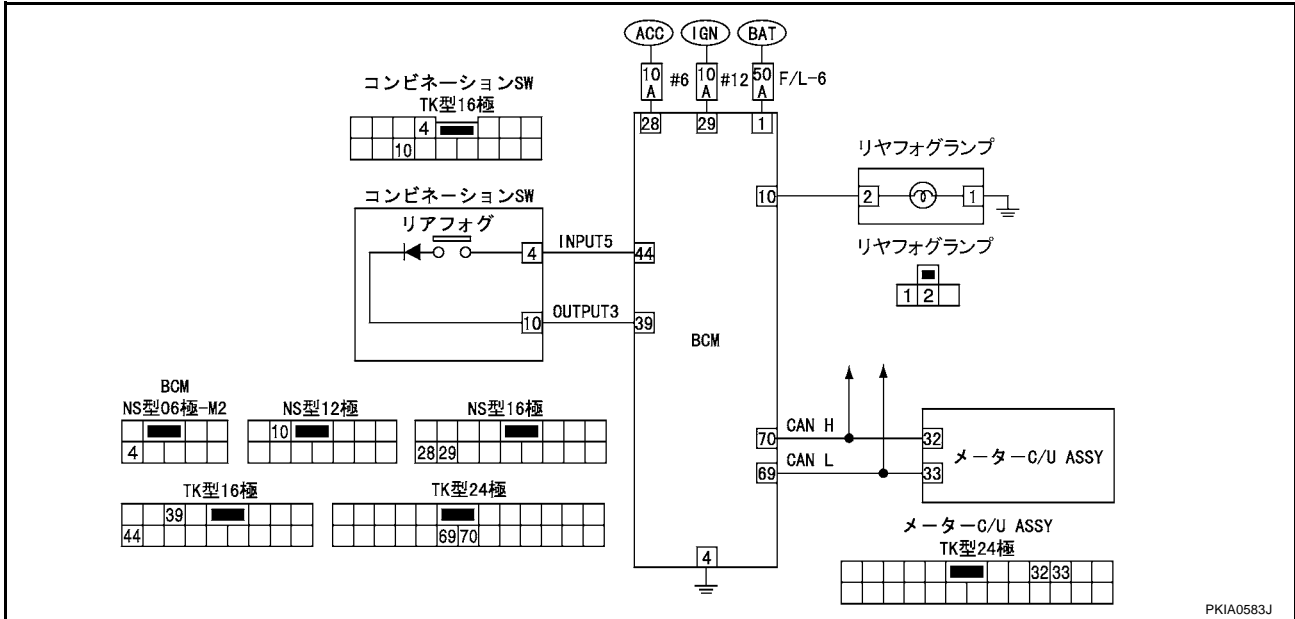 ACC IGN BAT
10 A #6 10 A #12 50 A F/L-6
28 29 1
コンビネーションSW
TK型16極
4
10
コンビネーションSW
リアフォグ
4 INPUT5 44
10 OUTPUT3 39
BCM
10
リヤフォグランプ
2 1
リヤフォグランプ
1 2
70 CAN H 32
69 CAN L 33
メーターC/U ASSY
4
BCM
NS型06極-M2
4
NS型12極
10
NS型16極
28 29
TK型16極
39
44
TK型24極
69 70
メーターC/U ASSY
TK型24極
32 33
PKIA0583J